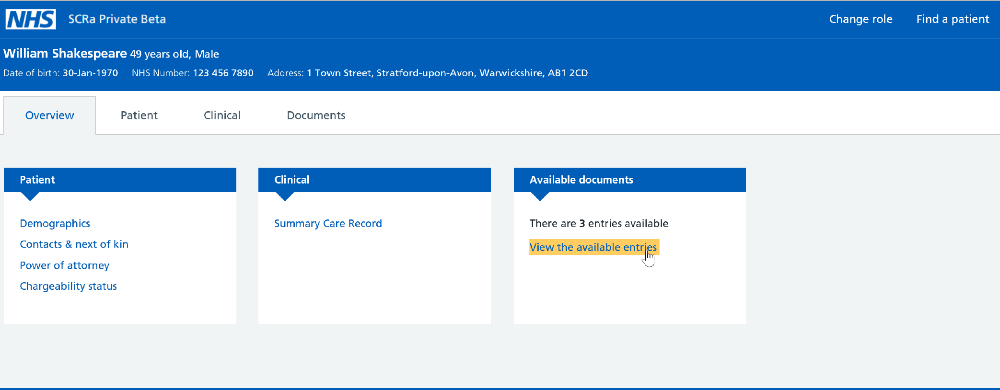 NHS SCRa Private Beta Change role Find a patient
William Shakespeare 49 years old, Male
Date of birth: 30-Jan-1970 NHS Number: 123 456 7890 Address: 1 Town Street, Stratford-upon-Avon, Warwickshire, AB1 2CD
Overview Patient Clinical Documents
Patient
Demographics
Contacts & next of kin
Power of attorney
Chargeability status
Clinical
Summary Care Record
Available documents
There are 3 entries available
View the available entries